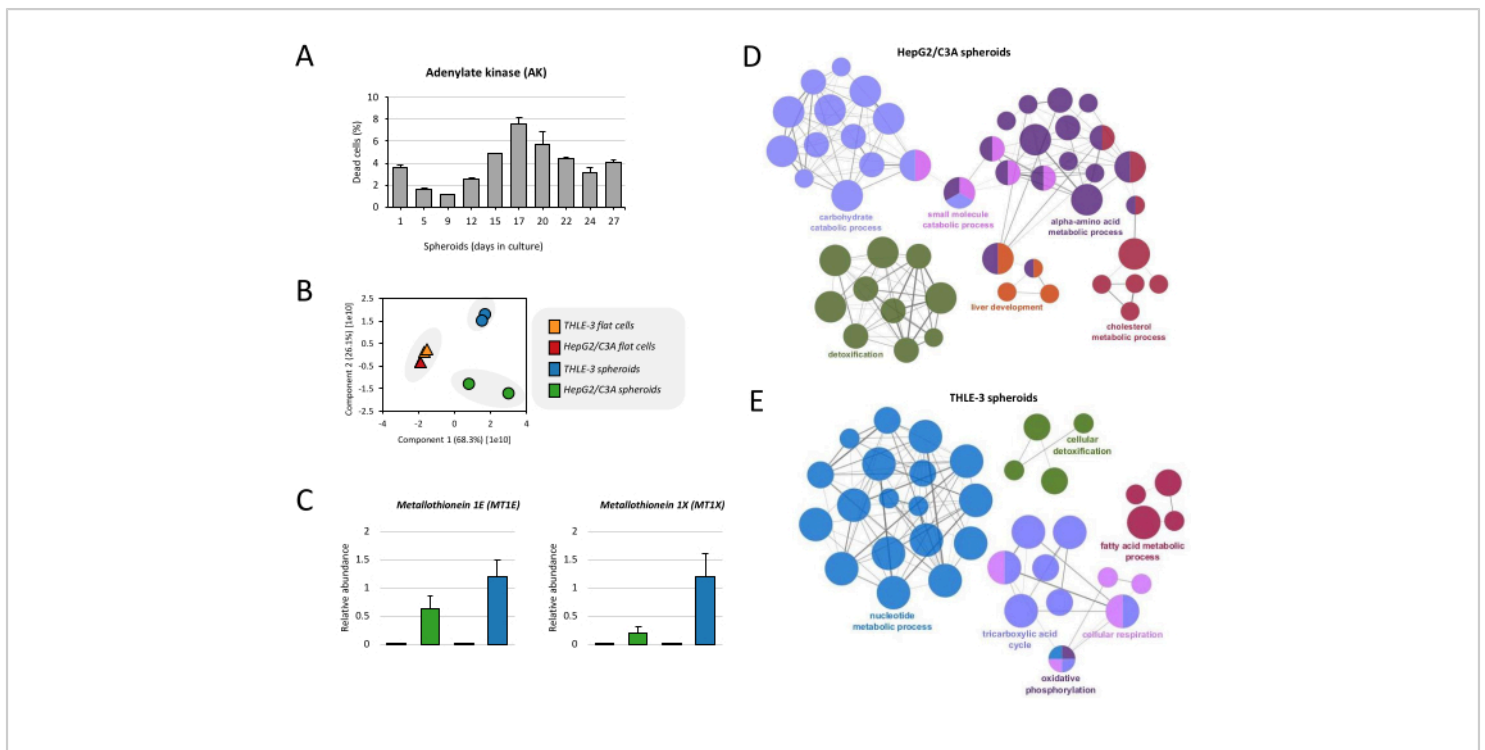 A
Adenylate kinase (AK)
Dead cells (%)
10
8
6
4
2
0
1 5 9 12 15 17 20 22 24 27
Spheroids (days in culture)
B
Component 2 (26.1%) [1e10]
2.5
1.5
0.5
-0.5
-1.5
-2.5
-4 -2 0 2 4
Component 1 (68.3%) [1e10]
THLE-3 flat cells
HepG2/C3A flat cells
THLE-3 spheroids
HepG2/C3A spheroids
C
Metallothionein 1E (MT1E)
Relative abundance
2
1.5
1
0.5
0
Metallothionein 1X (MT1X)
Relative abundance
2
1.5
1
0.5
0
D
HepG2/C3A spheroids
carbohydrate
catabolic process
small molecule
catabolic process
alpha-amino acid
metabolic process
detoxification
liver development
cholesterol
metabolic process
E
THLE-3 spheroids
cellular
detoxification
fatty acid metabolic
process
nucleotide
metabolic process
tricarboxylic acid
cycle
cellular respiration
oxidative
phosphorylation